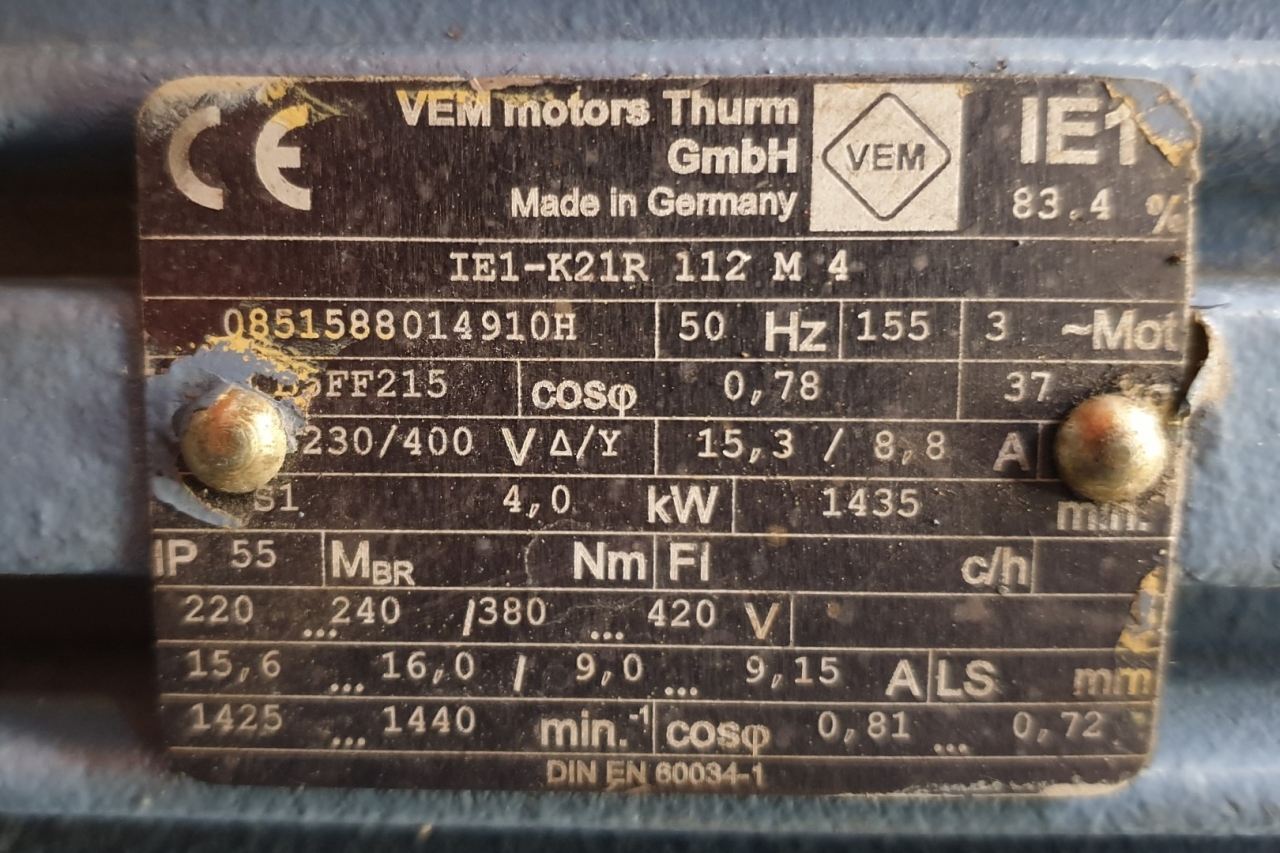 CE VEM motors Thurm GmbH VEM IE1
Made in Germany 83.4 %
IE1-K21R 112 M 4
0851588014910H 50 Hz 155 3 ~Mot
FF215 cosφ 0,78 37
230/400 V Δ/Y 15,3 / 8,8 A
S1 4,0 kW 1435 min.
IP 55 MBR Nm FI c/h
220 ... 240 /380 ... 420 V
15,6 ... 16,0 / 9,0 ... 9,15 A LS mm
1425 ... 1440 min.-1 cosφ 0,81 ... 0,72
DIN EN 60034-1